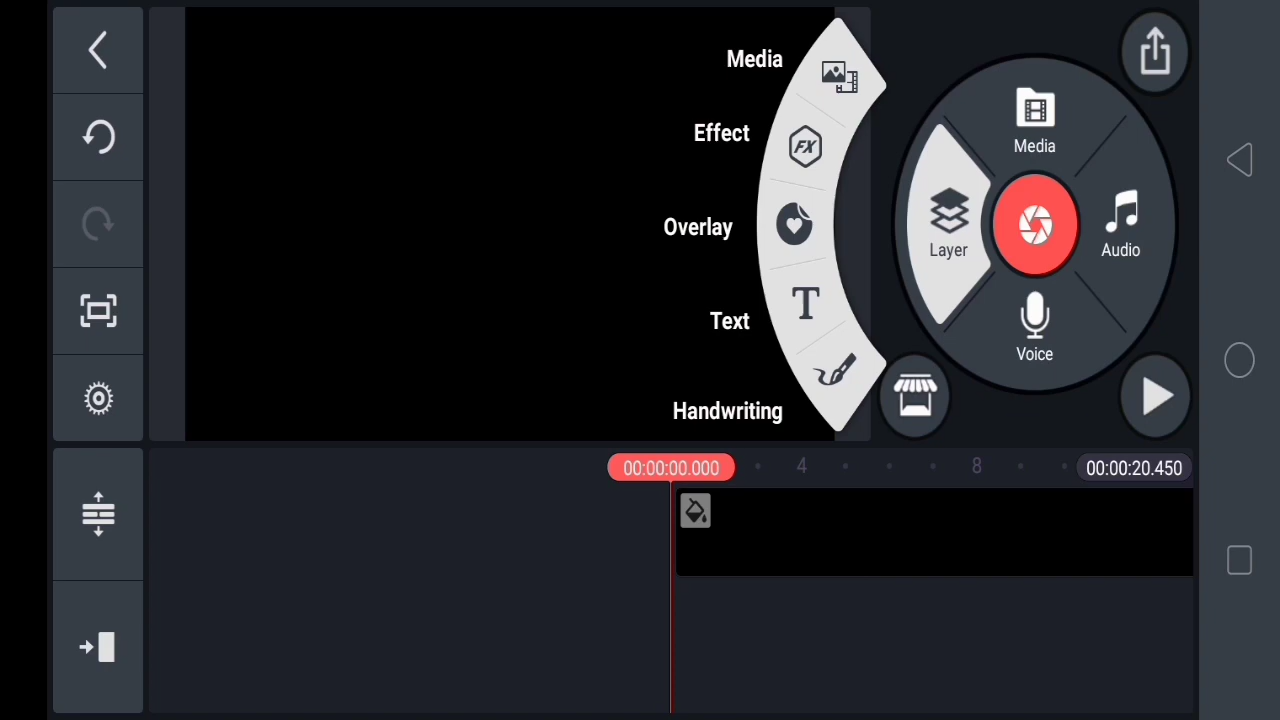 Media
Effect
Overlay
Text
Handwriting
FX
T
Media
Layer
Audio
Voice
00:00:00.000
4
8
00:00:20.450